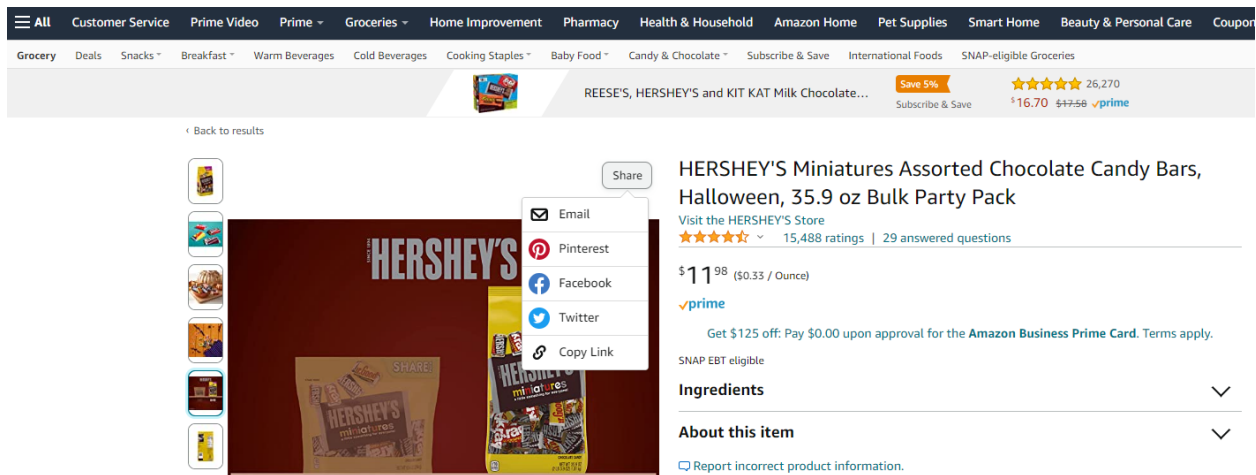 All Customer Service Prime Video Prime Groceries Home Improvement Pharmacy Health & Household Amazon Home Pet Supplies Smart Home Beauty & Personal Care Coupon
Grocery Deals Snacks Breakfast Warm Beverages Cold Beverages Cooking Staples Baby Food Candy & Chocolate Subscribe & Save International Foods SNAP-eligible Groceries
REESE'S, HERSHEY'S and KIT KAT Milk Chocolate...
Save 5%
Subscribe & Save
26,270
$16.70 $17.58 prime
‹ Back to results
Share
Email
Pinterest
Facebook
Twitter
Copy Link
HERSHEY'S
SHARE
HERSHEY'S
miniatures
HERSHEY'S
miniatures
HERSHEY'S Miniatures Assorted Chocolate Candy Bars,
Halloween, 35.9 oz Bulk Party Pack
Visit the HERSHEY'S Store
15,488 ratings | 29 answered questions
$11 98 ($0.33 / Ounce)
prime
Get $125 off: Pay $0.00 upon approval for the Amazon Business Prime Card. Terms apply.
SNAP EBT eligible
Ingredients
About this item
Report incorrect product information.